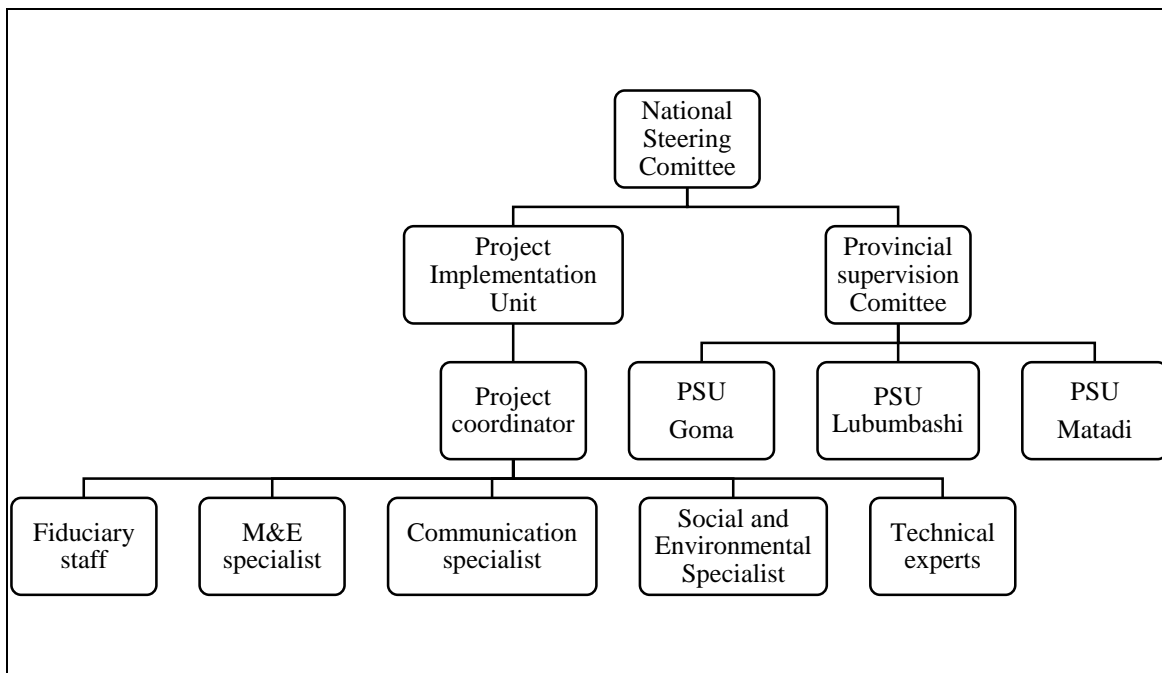 National
Steering
Comittee
Project
Implementation
Unit
Provincial
supervision
Comittee
Project
coordinator
PSU
Goma
PSU
Lubumbashi
PSU
Matadi
Fiduciary
staff
M&E
specialist
Communication
specialist
Social and
Environmental
Specialist
Technical
experts